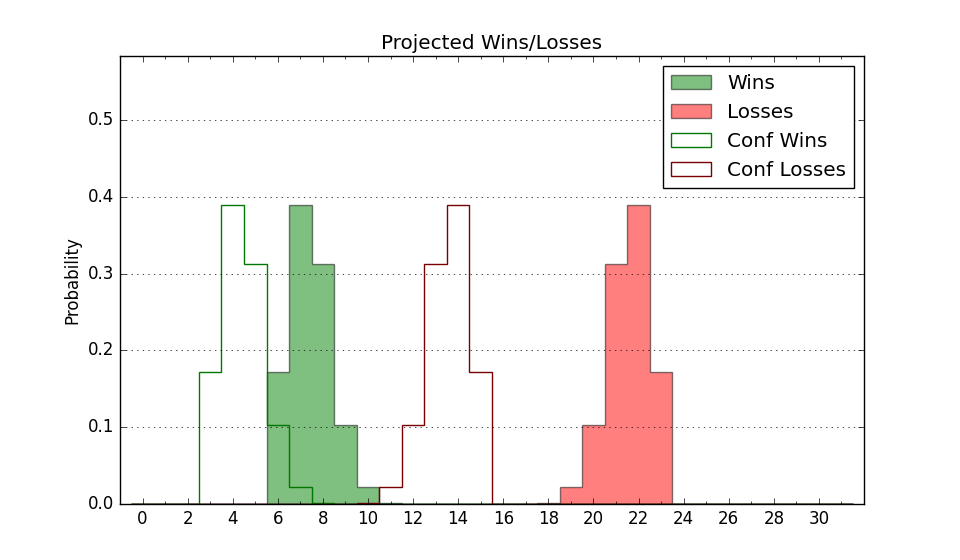 Projected Wins/Losses
Wins
Losses
Conf Wins
Conf Losses
Probability
0.5
0.4
0.3
0.2
0.1
0.0
0 2 4 6 8 10 12 14 16 18 20 22 24 26 28 30